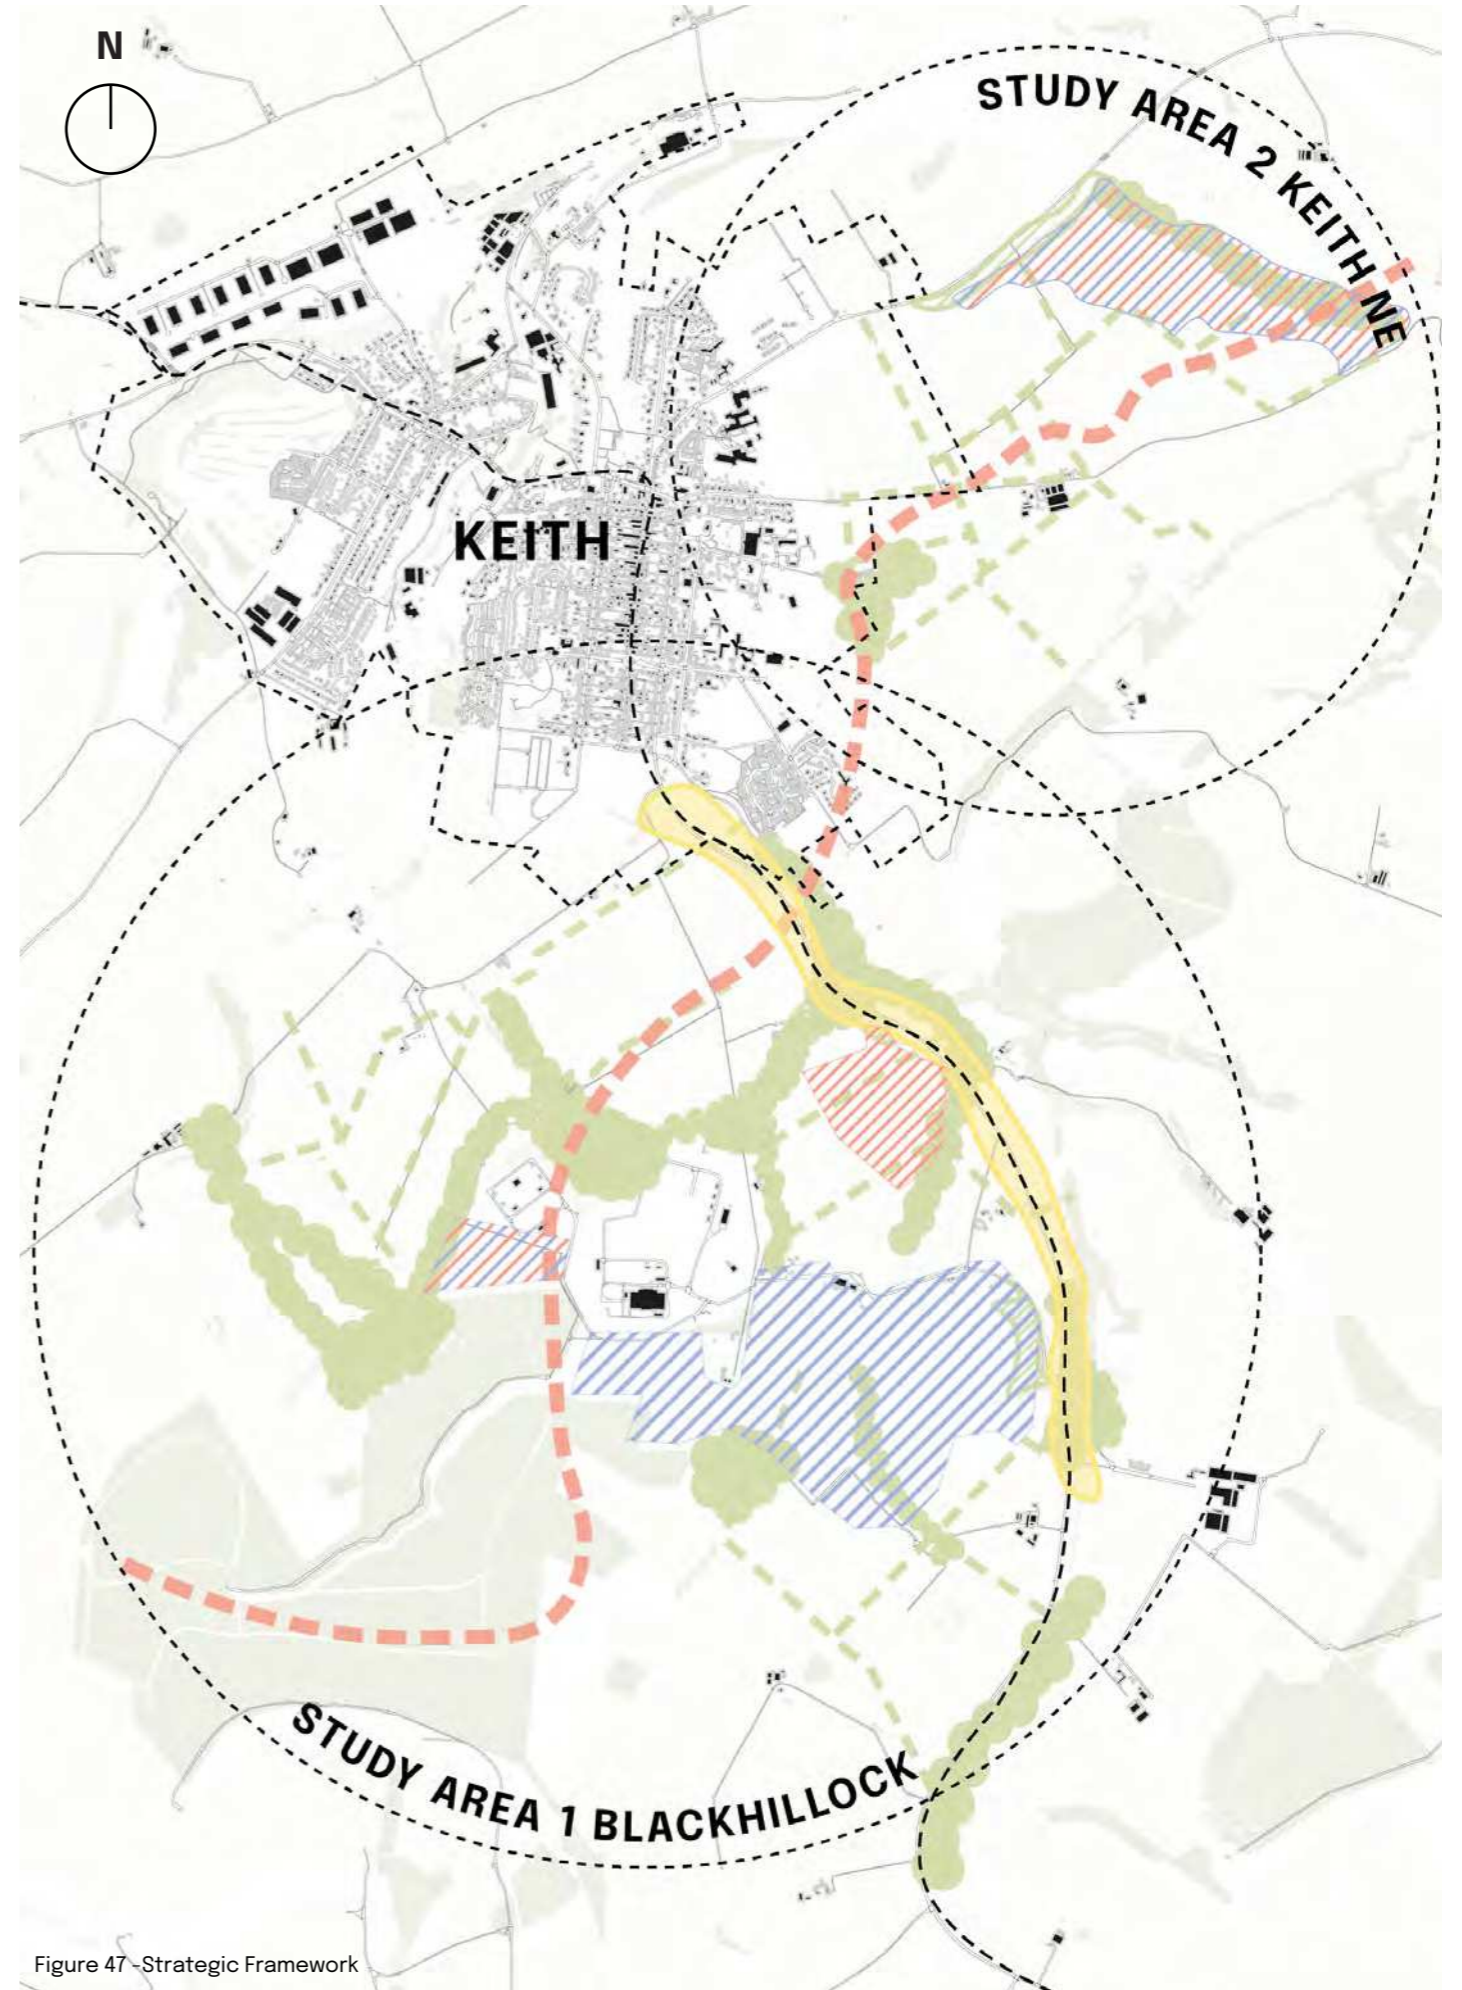 N
STUDY AREA 2 KEITH NE
KEITH
STUDY AREA 1 BLACKHILLOCK
Figure 47 -Strategic Framework